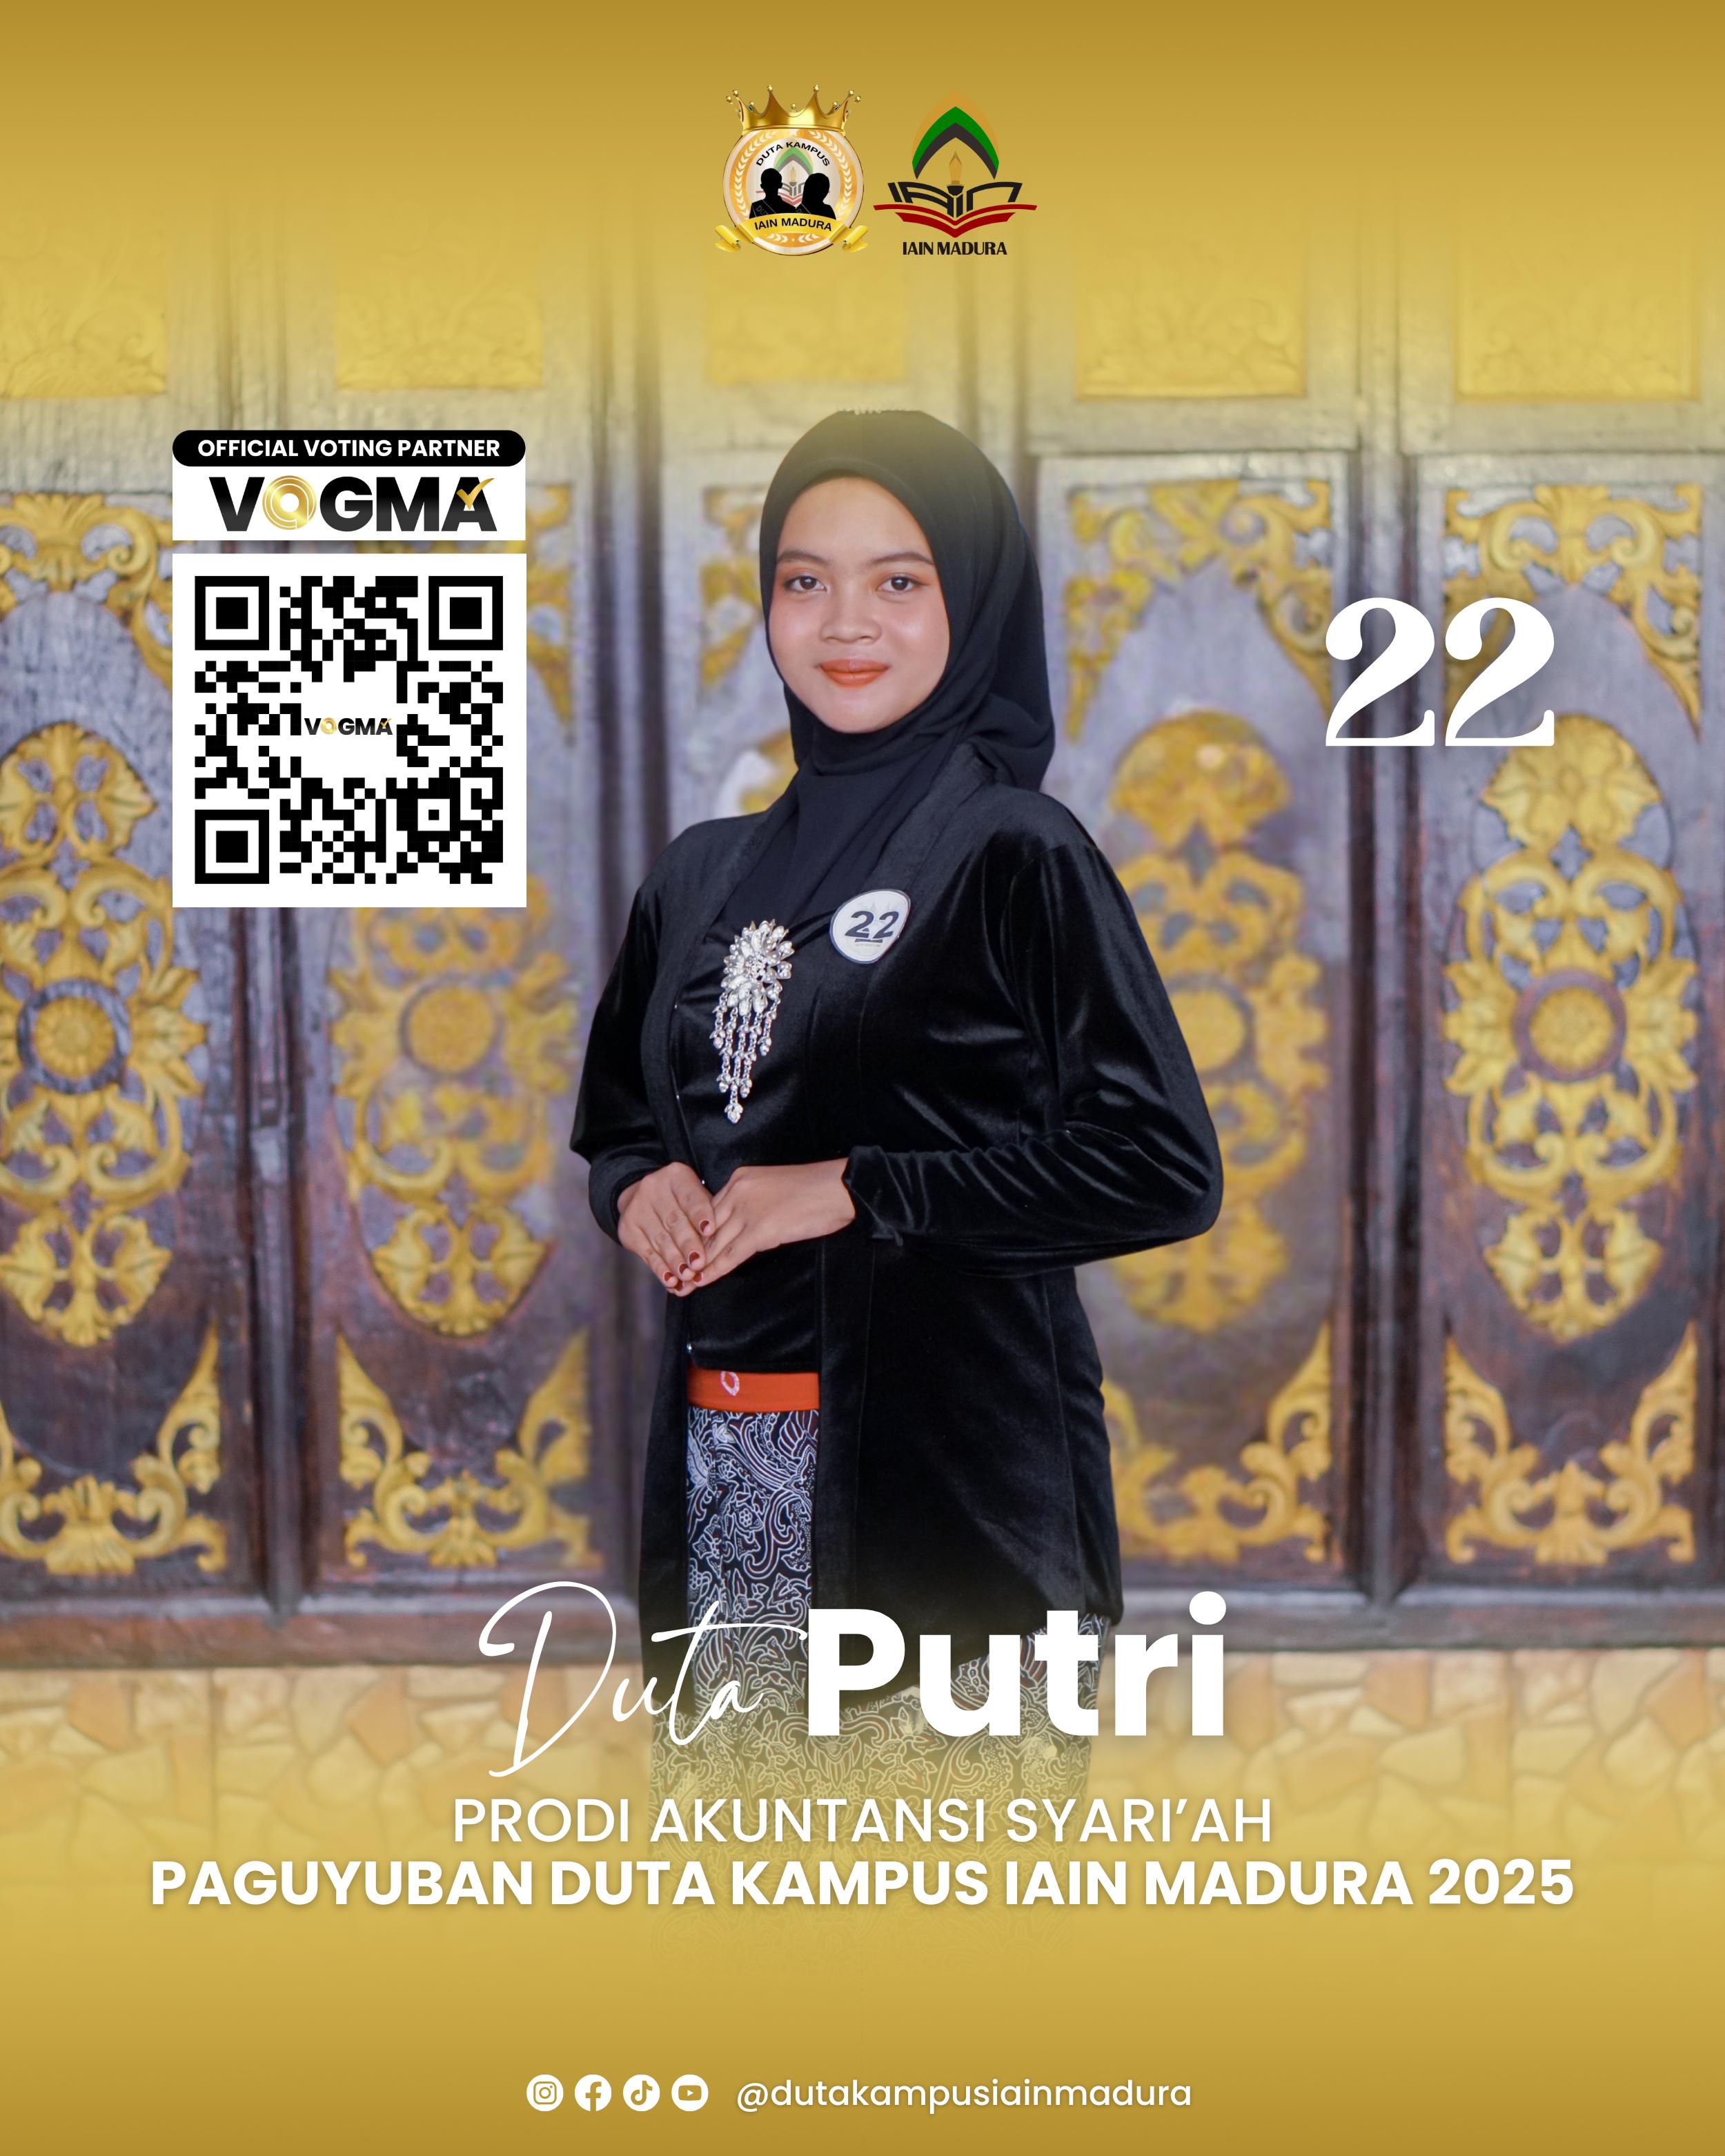 DUTA KAMPUS
IAIN MADURA
IAIN
IAIN MADURA
OFFICIAL VOTING PARTNER
VOGMA
VOGMA
22
22
Duta Putri
PRODI AKUNTANSI SYARI’AH
PAGUYUBAN DUTA KAMPUS IAIN MADURA 2025
@dutakampusiainmadura